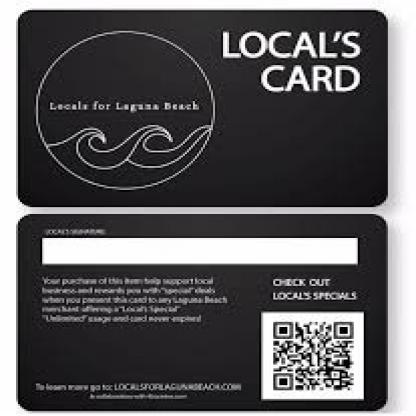 LOCAL'S
CARD
Locals for Laguna Beach
LOCAL'S SIGNATURE
Your purchase of this item help support local
business and rewards you with "special" deals
when you present this card to any Laguna Beach
merchant offering a "Local's Special"
"Unlimited" usage and card never expires!
CHECK OUT
LOCAL'S SPECIALS
To learn more go to: LOCALSFORLAGUNABEACH.COM